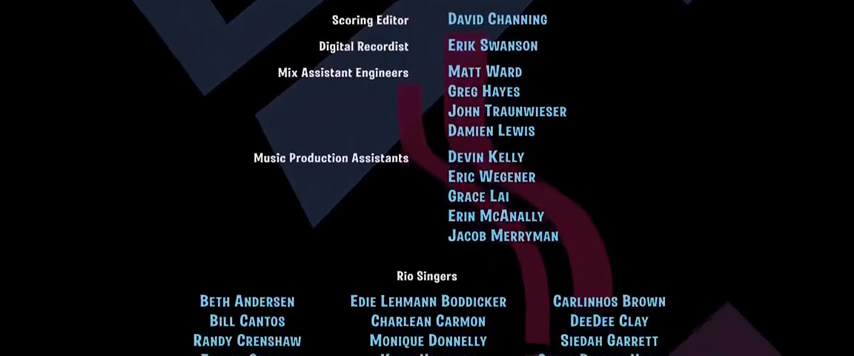 Scoring Editor David Channing
Digital Recordist Erik Swanson
Mix Assistant Engineers Matt Ward
Greg Hayes
John Traunwieser
Damien Lewis
Music Production Assistants Devin Kelly
Eric Wegener
Grace Lai
Erin McAnally
Jacob Merryman
Rio Singers
Beth Andersen Edie Lehmann Boddicker Carlinhos Brown
Bill Cantos Charlean Carmon DeeDee Clay
Randy Crenshaw Monique Donnelly Siedah Garrett